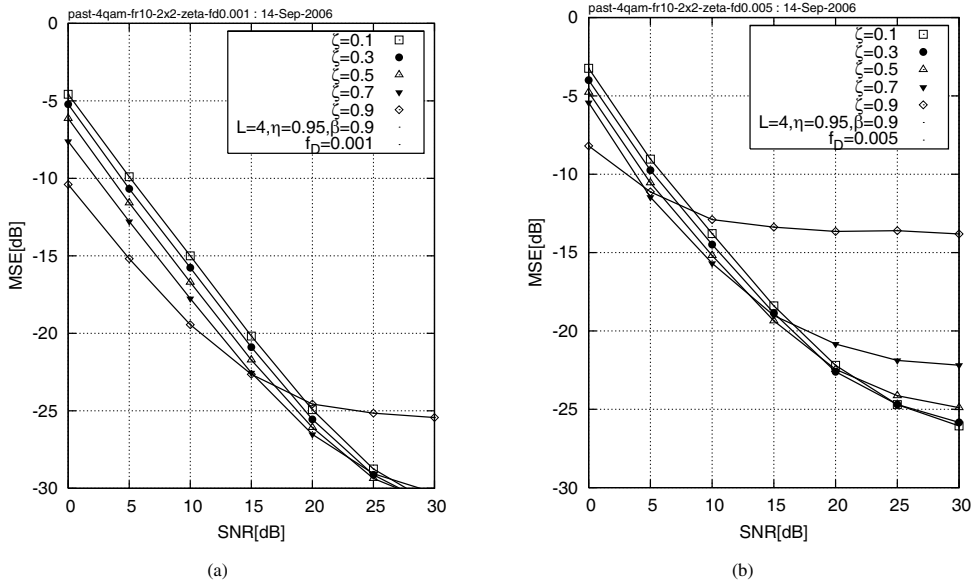 past-4qam-fr10-2x2-zeta-fd0.001 : 14-Sep-2006
ζ=0.1
ζ=0.3
ζ=0.5
ζ=0.7
ζ=0.9
L=4,η=0.95,β=0.9
f_D=0.001
0
-5
-10
-15
-20
-25
-30
MSE[dB]
0 5 10 15 20 25 30
SNR[dB]
(a)
past-4qam-fr10-2x2-zeta-fd0.005 : 14-Sep-2006
ζ=0.1
ζ=0.3
ζ=0.5
ζ=0.7
ζ=0.9
L=4,η=0.95,β=0.9
f_D=0.005
0
-5
-10
-15
-20
-25
-30
MSE[dB]
0 5 10 15 20 25 30
SNR[dB]
(b)